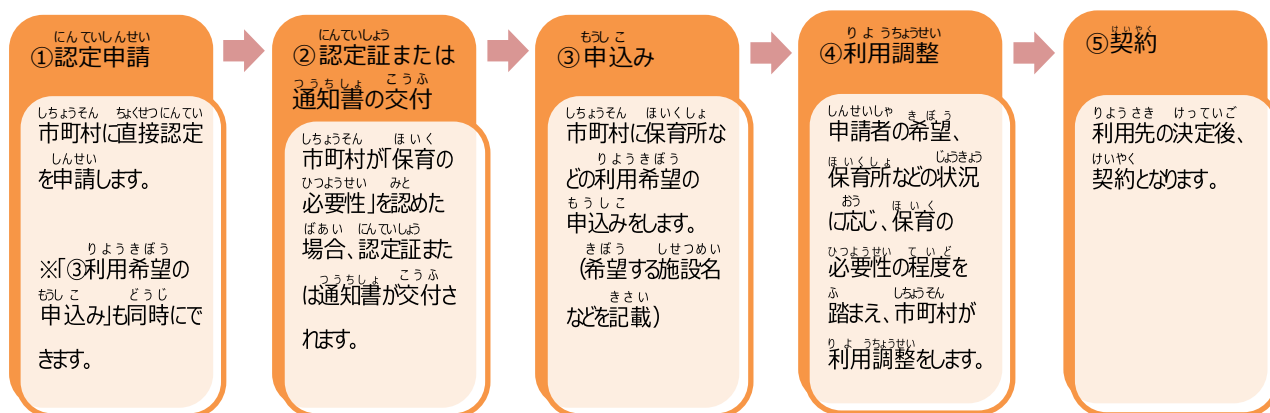 にんていしんせい
①認定申請
しちょうそん ちょくせつにんてい
市町村に直接認定
しんせい
を申請します。
りようきぼう
※「③利用希望の
もうしこ どうじ
申込み」も同時にで
きます。
にんていしょう
②認定証または
つうちしょ こうふ
通知書の交付
しちょうそん ほいく
市町村が「保育の
ひつようせい みと
必要性」を認めた
ばあい にんていしょう
場合、認定証また
つうちしょ こうふ
は通知書が交付さ
れます。
もうしこ
③申込み
しちょうそん ほいくしょ
市町村に保育所な
りようきぼう
どの利用希望の
もうしこ
申込みをします。
きぼう しせつめい
（希望する施設名
きさい
などを記載）
りようちょうせい
④利用調整
しんせいしゃ きぼう
申請者の希望、
ほいくしょ じょうきょう
保育所などの状況
おう ほいく
に応じ、保育の
ひつようせい ていど
必要性の程度を
ふ しちょうそん
踏まえ、市町村が
りようちょうせい
利用調整をします。
けいやく
⑤契約
りようさき けっていご
利用先の決定後、
けいやく
契約となります。